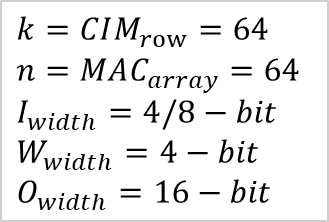 k = CIM_row = 64
n = MAC_array = 64
I_width = 4/8 − bit
W_width = 4 − bit
O_width = 16 − bit